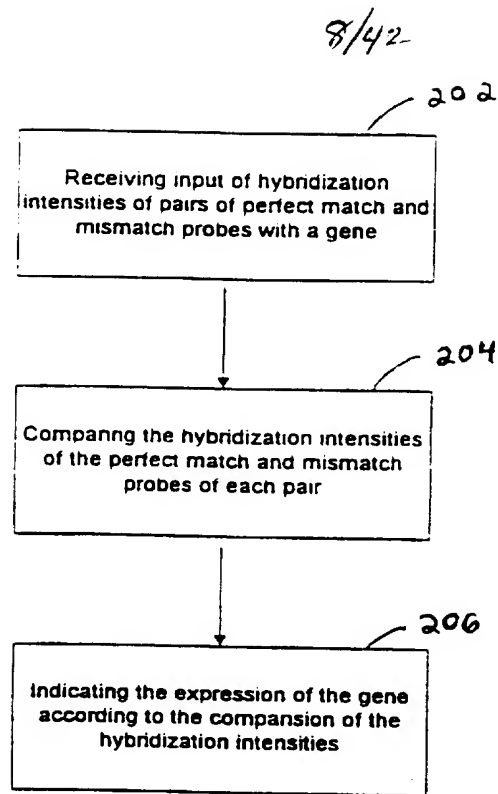 8/42
202
Receiving input of hybridization
intensities of pairs of perfect match and
mismatch probes with a gene
204
Comparing the hybridization intensities
of the perfect match and mismatch
probes of each pair
206
Indicating the expression of the gene
according to the comparision of the
hybridization intensities